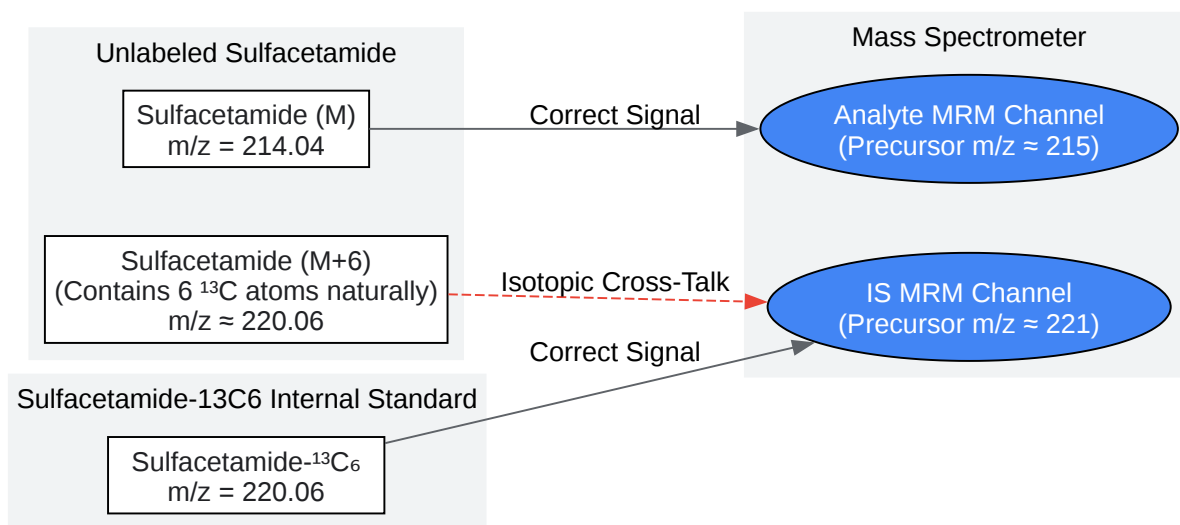 Unlabeled Sulfacetamide
Sulfacetamide (M)
m/z = 214.04
Sulfacetamide (M+6)
(Contains 6 ¹³C atoms naturally)
m/z ≈ 220.06
Sulfacetamide-13C6 Internal Standard
Sulfacetamide-¹³C₆
m/z = 220.06
Correct Signal
Isotopic Cross-Talk
Correct Signal
Mass Spectrometer
Analyte MRM Channel
(Precursor m/z ≈ 215)
IS MRM Channel
(Precursor m/z ≈ 221)